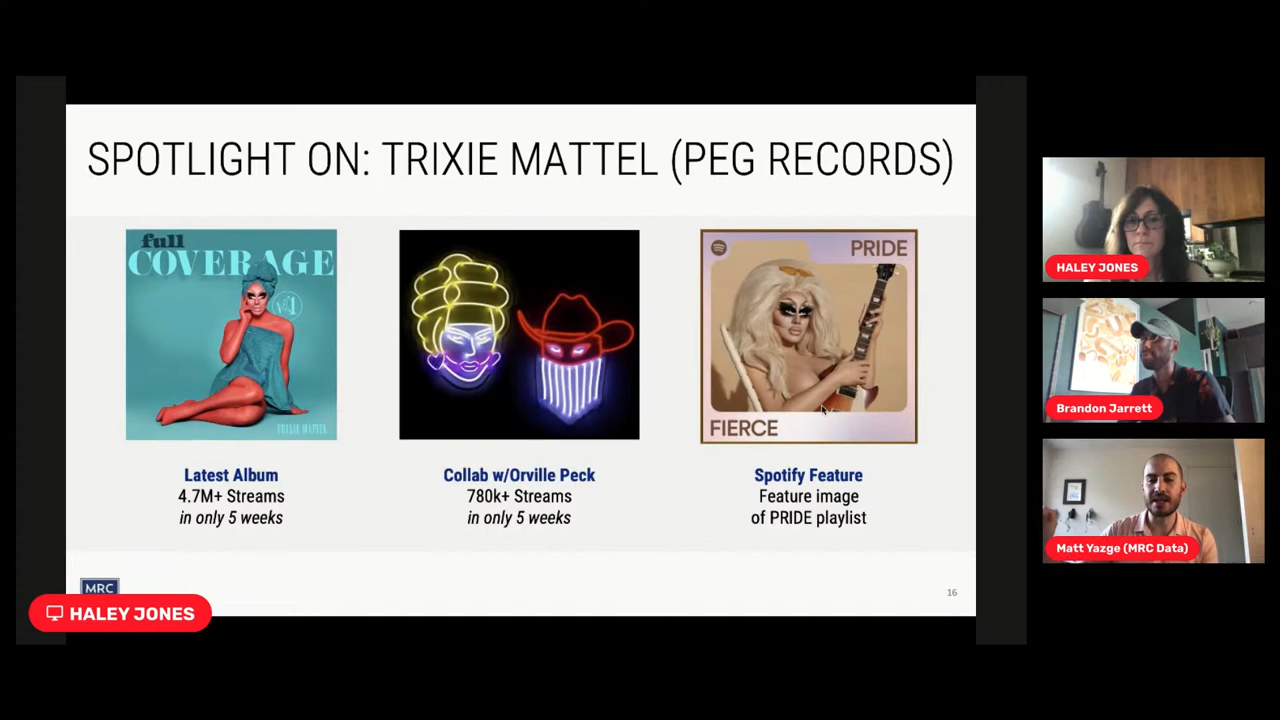 SPOTLIGHT ON: TRIXIE MATTEL (PEG RECORDS)
full
COVERAGE
VOL
1
TRIXIE MATTEL
PRIDE
FIERCE
Latest Album
4.7M+ Streams
in only 5 weeks
Collab w/Orville Peck
780k+ Streams
in only 5 weeks
Spotify Feature
Feature image
of PRIDE playlist
MRC
16
HALEY JONES
HALEY JONES
Brandon Jarrett
Matt Yazge (MRC Data)